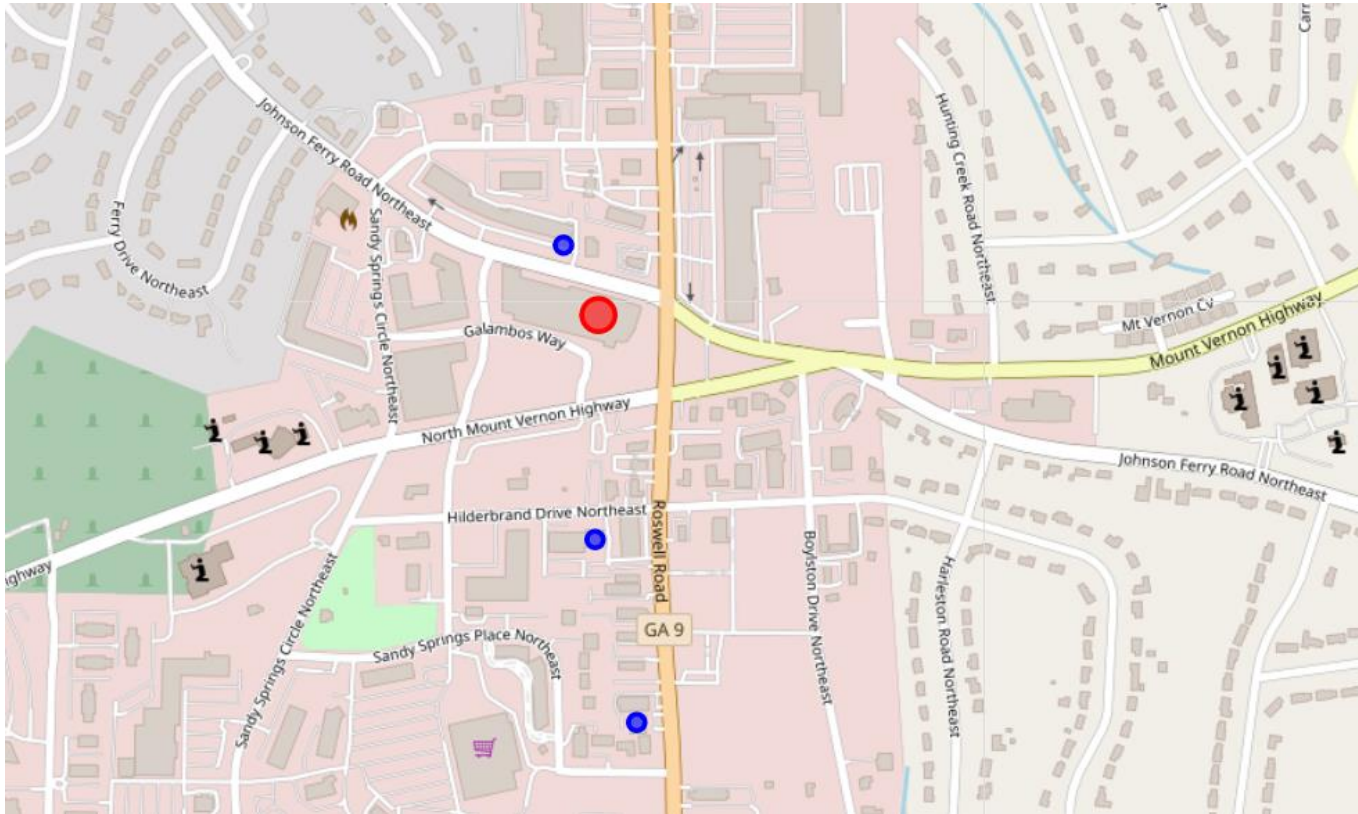 Carr
Johnson Ferry Road Northeast
Hunting Creek Road Northeast
Ferry Drive Northeast
Sandy Springs Circle Northeast
Mt Vernon Cv
Mount Vernon Highway
Galambos Way
North Mount Vernon Highway
Johnson Ferry Road Northeast
Hilderbrand Drive Northeast
Roswell Road
ighway
Boylston Drive Northeast
Harleston Road Northeast
GA 9
Sandy Springs Place Northeast
Sandy Springs Circle Northeast